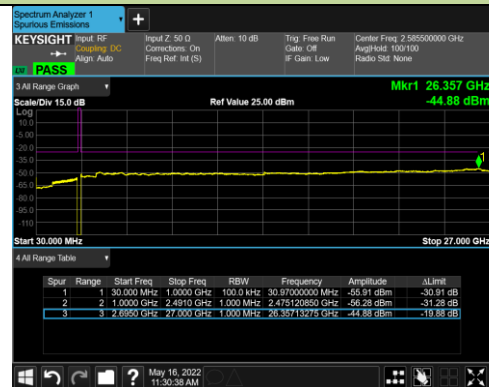 Spectrum Analyzer 1
Spurious Emissions
KEYSIGHT Input: RF Input Z: 50 Ω Atten: 10 dB Trig: Free Run Center Freq: 2.585500000 GHz
Coupling: DC Corrections: On Gate: Off Avg|Hold: 100/100
Align: Auto Freq Ref: Int (S) IF Gain: Low Radio Std: None
PASS
3 All Range Graph Mkr1 26.357 GHz
Scale/Div 15.0 dB Ref Value 25.00 dBm -44.88 dBm
Log
10.0
-5.00
-20.0
-35.0
-50.0
-65.0
-80.0
-95.0
-110
1
Start 30.000 MHz Stop 27.000 GHz
4 All Range Table
Spur Range Start Freq Stop Freq RBW Frequency Amplitude ΔLimit
1 1 30.000 MHz 1.0000 GHz 100.0 kHz 30.97000000 MHz -55.91 dBm -30.91 dB
2 2 1.0000 GHz 2.4910 GHz 1.000 MHz 2.475120850 GHz -56.28 dBm -31.28 dB
3 3 2.6950 GHz 27.000 GHz 1.000 MHz 26.35713275 GHz -44.88 dBm -19.88 dB
? May 16, 2022
11:30:38 AM